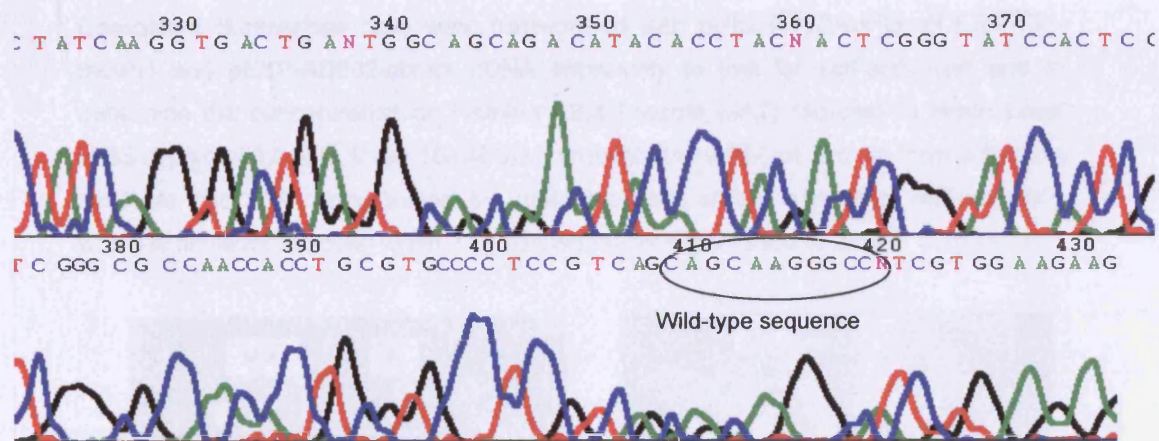 330 340 350 360 370
C T A T C A A G G T G A C T G A N T G G C A G C A G A C A T A C A C C T A C N A C T C G G G T A T C C A C T C C
380 390 400 410 420 430
T C G G G C G C C A A C C A C C T G C G T G C C C C T C C G T C A G C A G C A A G G G C C N T C G T G G A A G A A G
Wild-type sequence